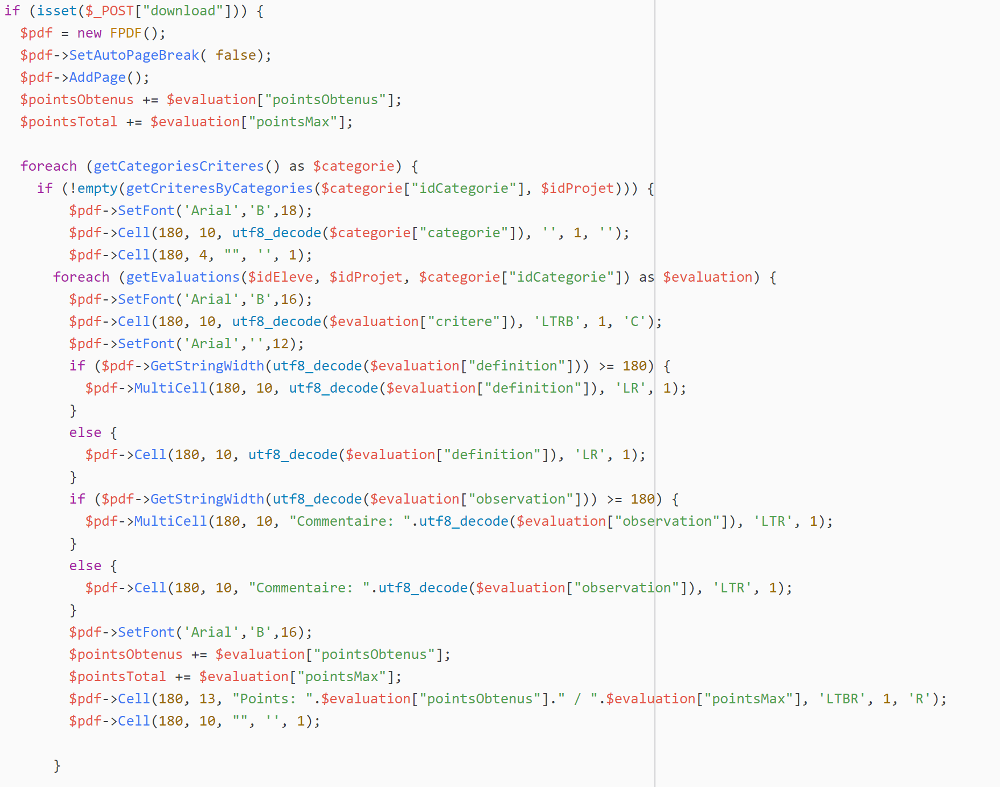 if (isset($_POST["download"])) {
  $pdf = new FPDF();
  $pdf->SetAutoPageBreak( false);
  $pdf->AddPage();
  $pointsObtenus += $evaluation["pointsObtenus"];
  $pointsTotal += $evaluation["pointsMax"];

  foreach (getCategoriesCriteres() as $categorie) {
    if (!empty(getCriteresByCategories($categorie["idCategorie"], $idProjet))) {
        $pdf->SetFont('Arial','B',18);
        $pdf->Cell(180, 10, utf8_decode($categorie["categorie"]), '', 1, '');
        $pdf->Cell(180, 4, "", '', 1);
      foreach (getEvaluations($idEleve, $idProjet, $categorie["idCategorie"]) as $evaluation) {
        $pdf->SetFont('Arial','B',16);
        $pdf->Cell(180, 10, utf8_decode($evaluation["critere"]), 'LTRB', 1, 'C');
        $pdf->SetFont('Arial','',12);
        if ($pdf->GetStringWidth(utf8_decode($evaluation["definition"])) >= 180) {
          $pdf->MultiCell(180, 10, utf8_decode($evaluation["definition"]), 'LR', 1);
        }
        else {
          $pdf->Cell(180, 10, utf8_decode($evaluation["definition"]), 'LR', 1);
        }
        if ($pdf->GetStringWidth(utf8_decode($evaluation["observation"])) >= 180) {
          $pdf->MultiCell(180, 10, "Commentaire: ".utf8_decode($evaluation["observation"]), 'LTR', 1);
        }
        else {
          $pdf->Cell(180, 10, "Commentaire: ".utf8_decode($evaluation["observation"]), 'LTR', 1);
        }
        $pdf->SetFont('Arial','B',16);
        $pointsObtenus += $evaluation["pointsObtenus"];
        $pointsTotal += $evaluation["pointsMax"];
        $pdf->Cell(180, 13, "Points: ".$evaluation["pointsObtenus"]." / ".$evaluation["pointsMax"], 'LTBR', 1, 'R');
        $pdf->Cell(180, 10, "", '', 1);

      }